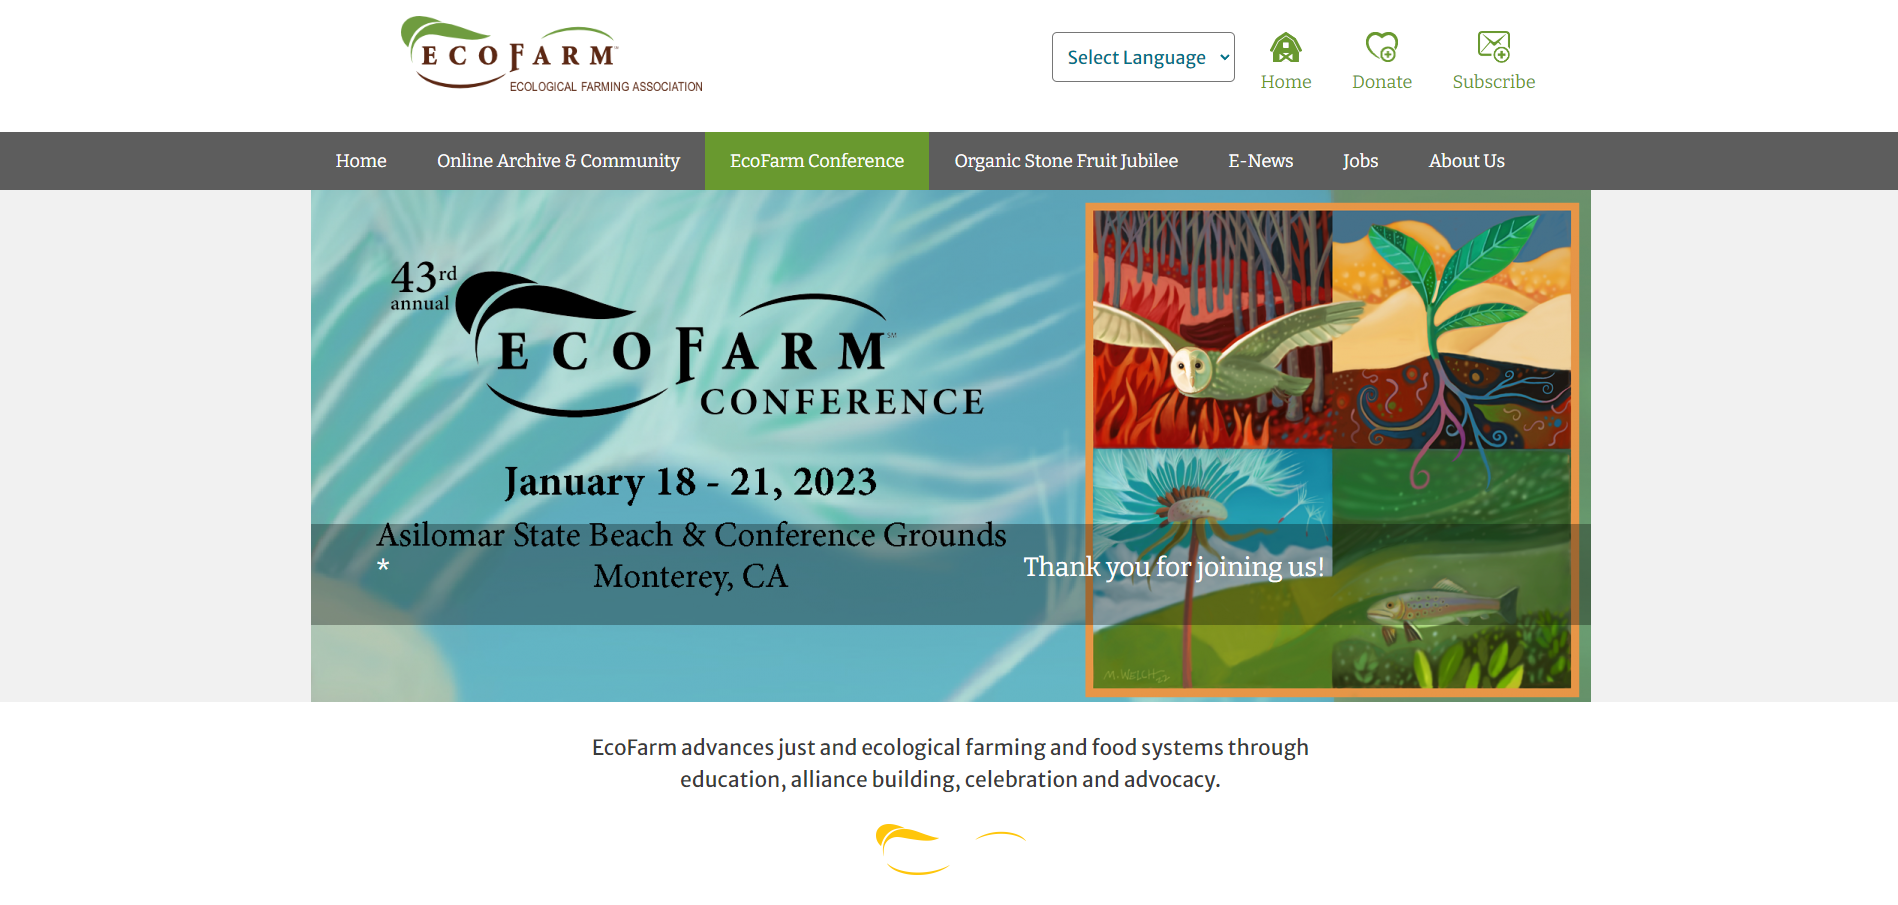 ECOFARM™
ECOLOGICAL FARMING ASSOCIATION
Select Language
Home
Donate
Subscribe
Home Online Archive & Community EcoFarm Conference Organic Stone Fruit Jubilee E-News Jobs About Us
43rd
annual
ECOFARM℠
CONFERENCE
January 18 - 21, 2023
Asilomar State Beach & Conference Grounds
Monterey, CA
* Thank you for joining us!
M. WELCH
EcoFarm advances just and ecological farming and food systems through
education, alliance building, celebration and advocacy.